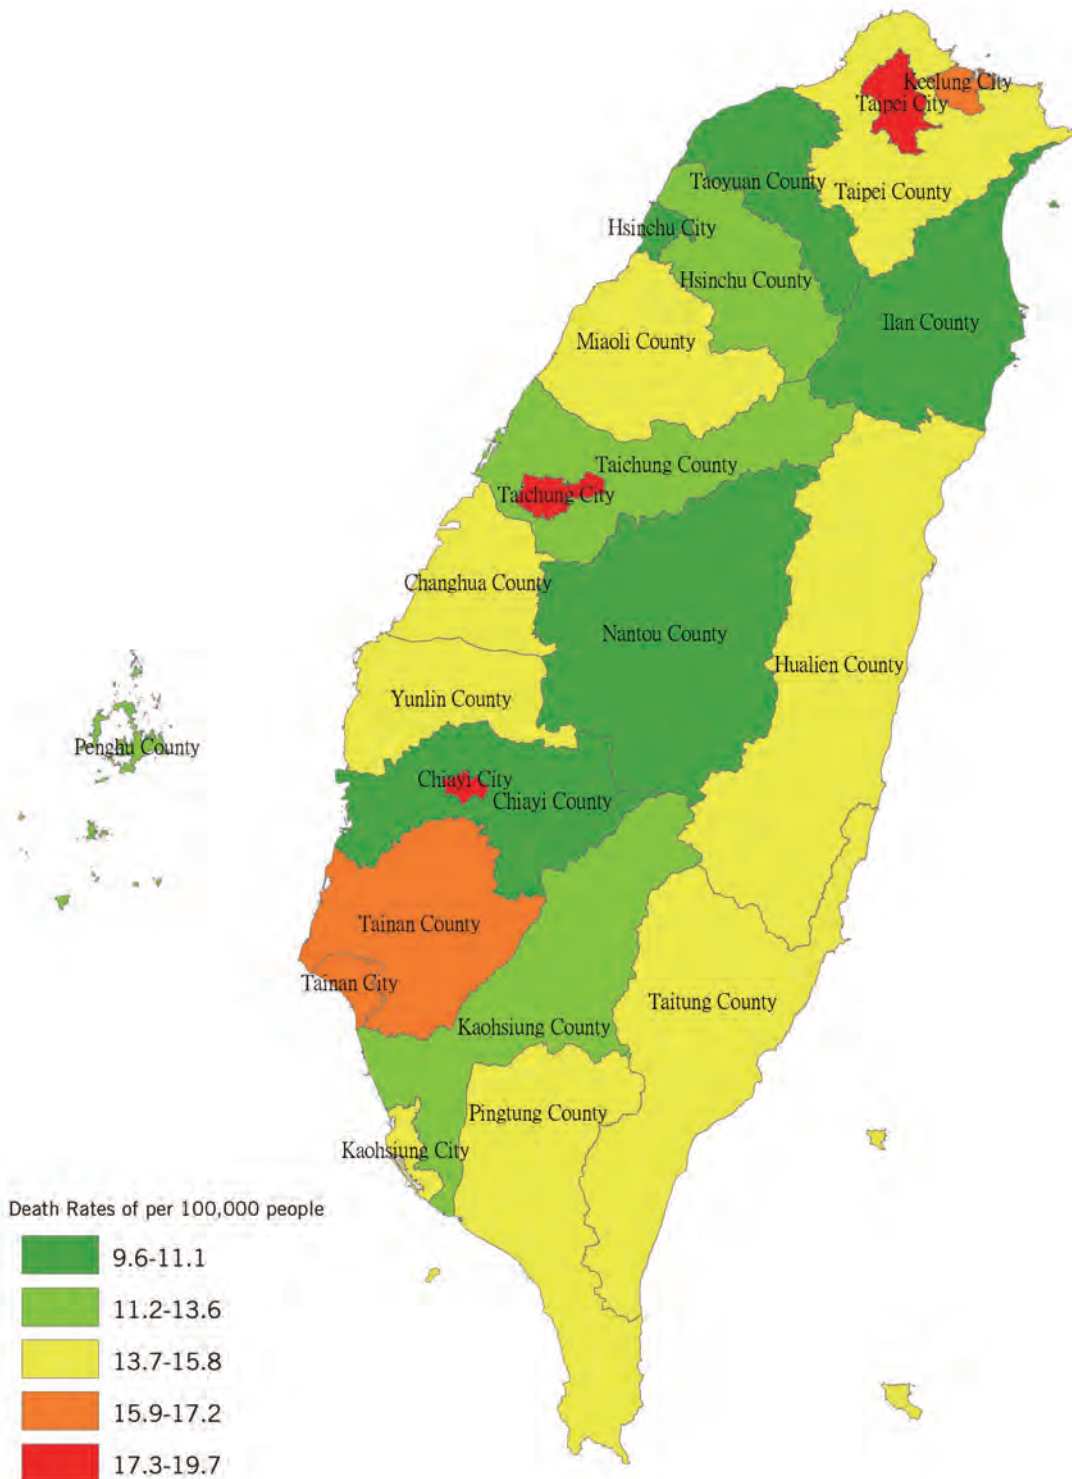 Keelung City
Taipei City
Taoyuan County
Taipei County
Hsinchu City
Hsinchu County
Ilan County
Miaoli County
Taichung County
Taichung City
Changhua County
Nantou County
Hualien County
Yunlin County
Penghu County
Chiayi City
Chiayi County
Tainan County
Tainan City
Taitung County
Kaohsiung County
Pingtung County
Kaohsiung City
Death Rates of per 100,000 people
9.6-11.1
11.2-13.6
13.7-15.8
15.9-17.2
17.3-19.7